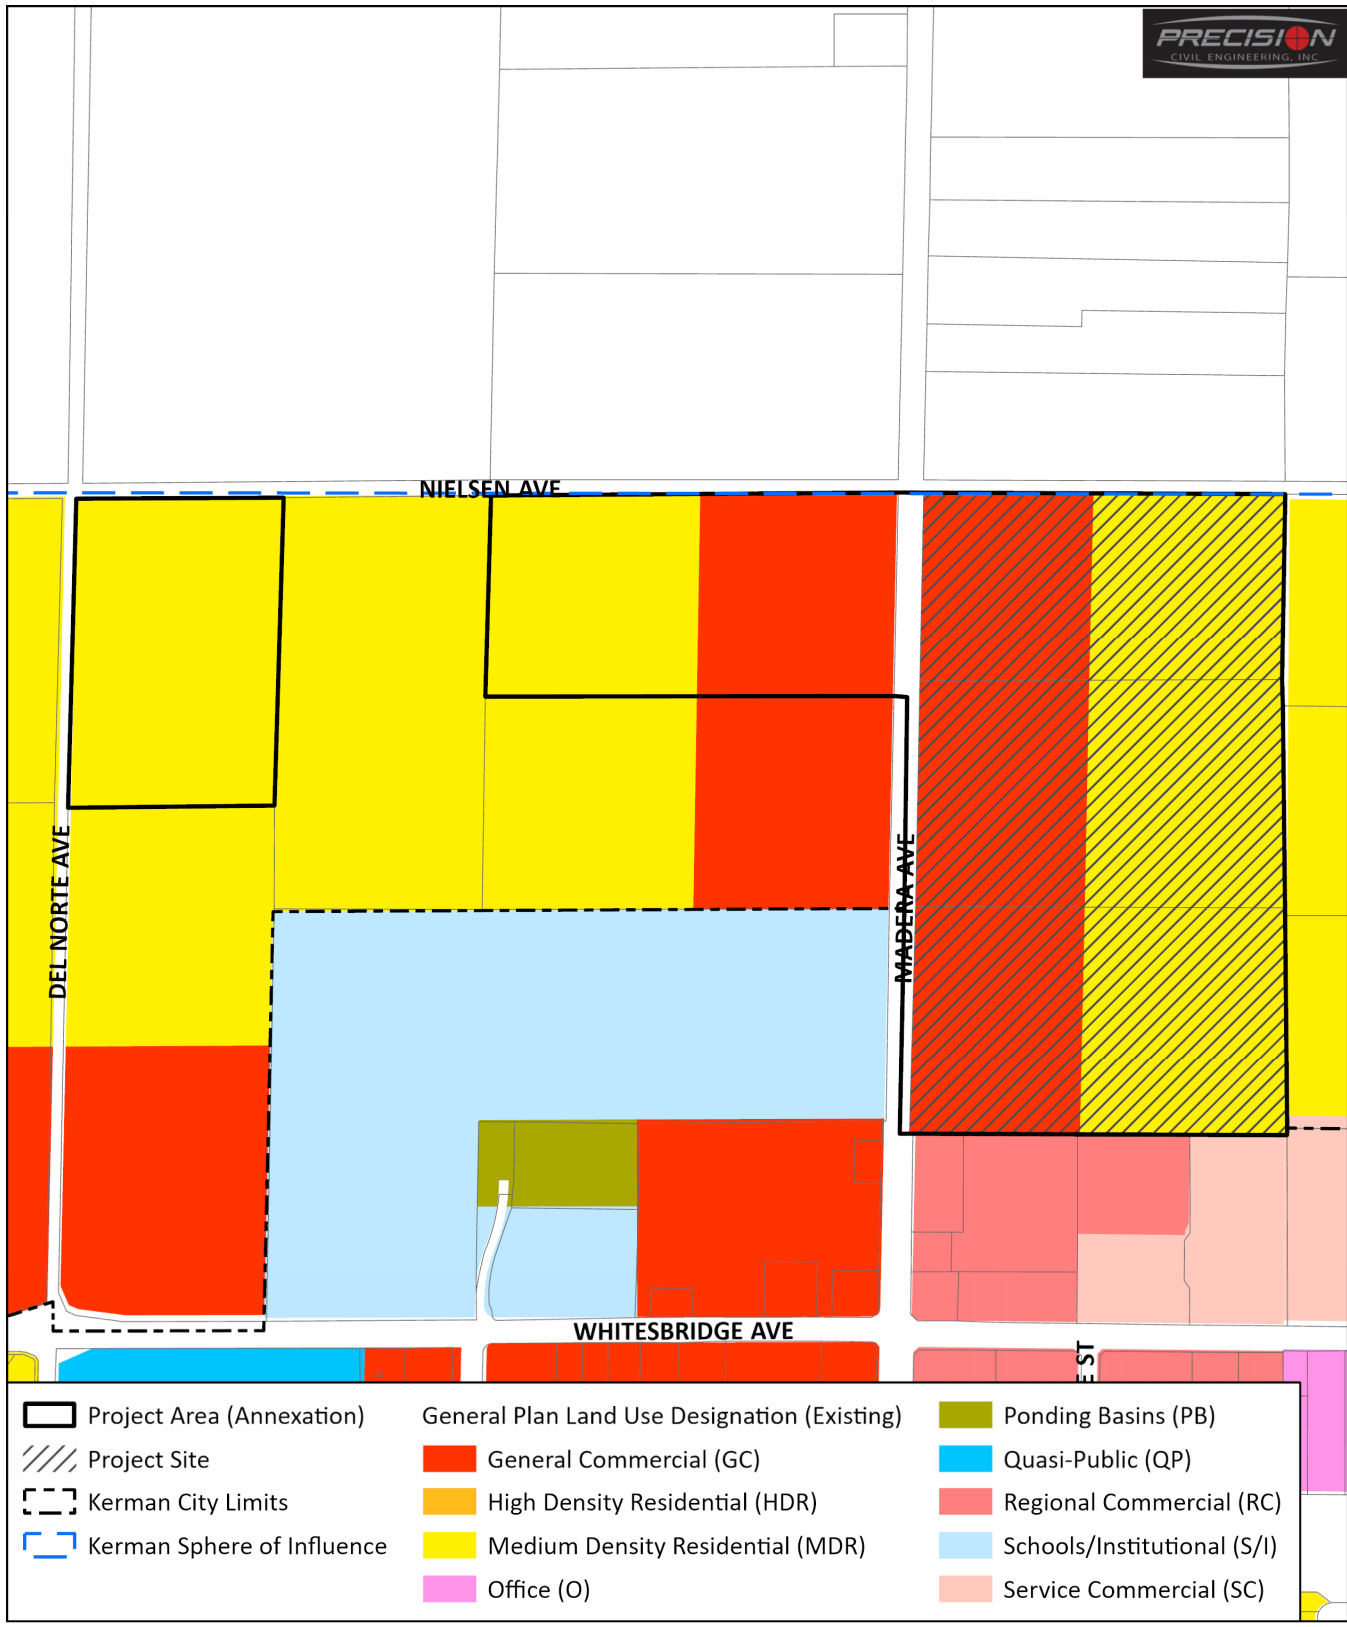 PRECISION
CIVIL ENGINEERING, INC
NIELSEN AVE
DEL NORTE AVE
MADERA AVE
WHITESBRIDGE AVE
E ST
Project Area (Annexation)
Project Site
Kerman City Limits
Kerman Sphere of Influence
General Plan Land Use Designation (Existing)
General Commercial (GC)
High Density Residential (HDR)
Medium Density Residential (MDR)
Office (O)
Ponding Basins (PB)
Quasi-Public (QP)
Regional Commercial (RC)
Schools/Institutional (S/I)
Service Commercial (SC)